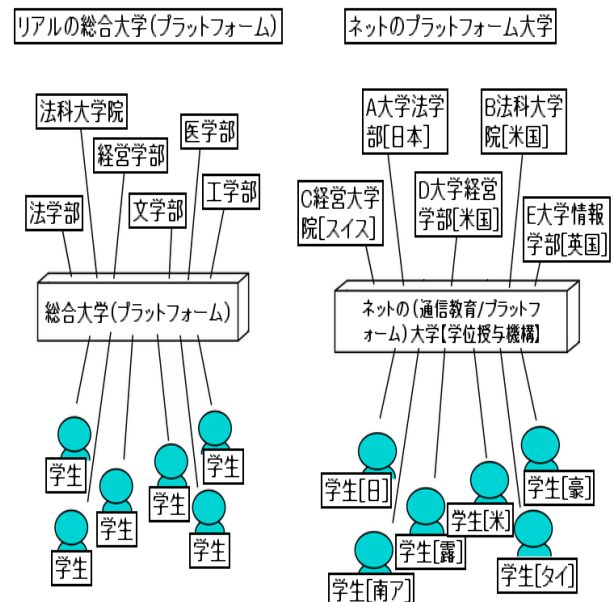 リアルの総合大学(プラットフォーム)
法科大学院
医学部
経営学部
工学部
文学部
法学部
総合大学(プラットフォーム)
学生
学生
学生
学生
学生
学生
ネットのプラットフォーム大学
A大学法学
部[日本]
B法科大学
院[米国]
C経営大学
院[スイス]
D大学経営
学部[米国]
E大学情報
学部[英国]
ネットの(通信教育/プラットフ
ォーム)大学【学位授与機構】
学生[日]
学生[豪]
学生[米]
学生[露]
学生[タイ]
学生[南ア]